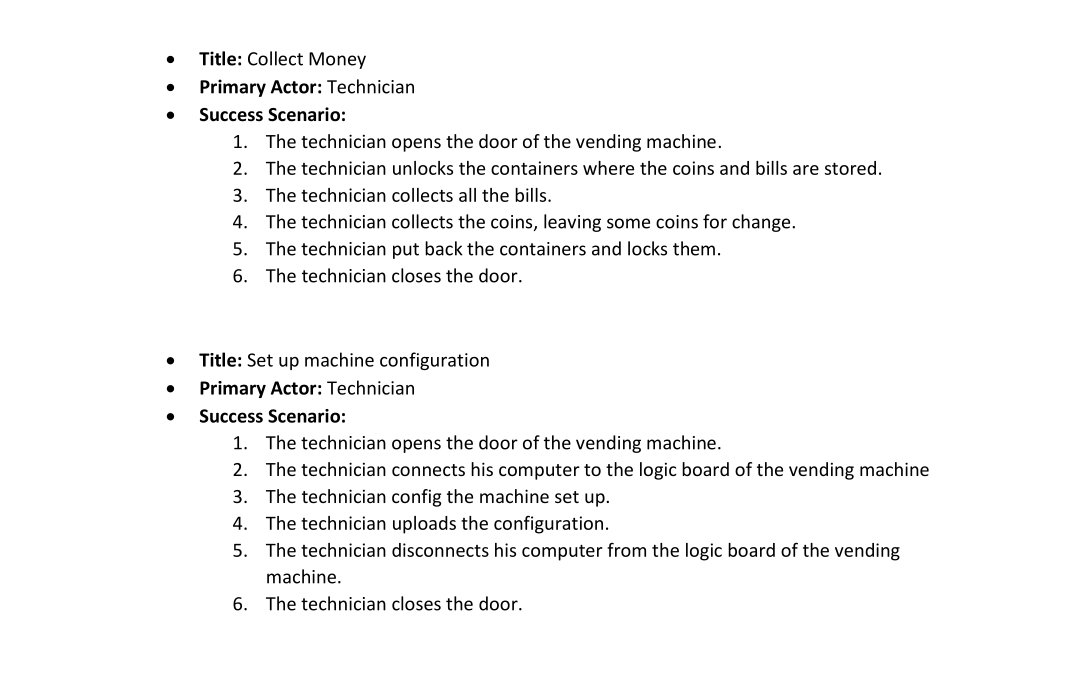 • Title: Collect Money
• Primary Actor: Technician
• Success Scenario:
1. The technician opens the door of the vending machine.
2. The technician unlocks the containers where the coins and bills are stored.
3. The technician collects all the bills.
4. The technician collects the coins, leaving some coins for change.
5. The technician put back the containers and locks them.
6. The technician closes the door.
• Title: Set up machine configuration
• Primary Actor: Technician
• Success Scenario:
1. The technician opens the door of the vending machine.
2. The technician connects his computer to the logic board of the vending machine
3. The technician config the machine set up.
4. The technician uploads the configuration.
5. The technician disconnects his computer from the logic board of the vending
machine.
6. The technician closes the door.